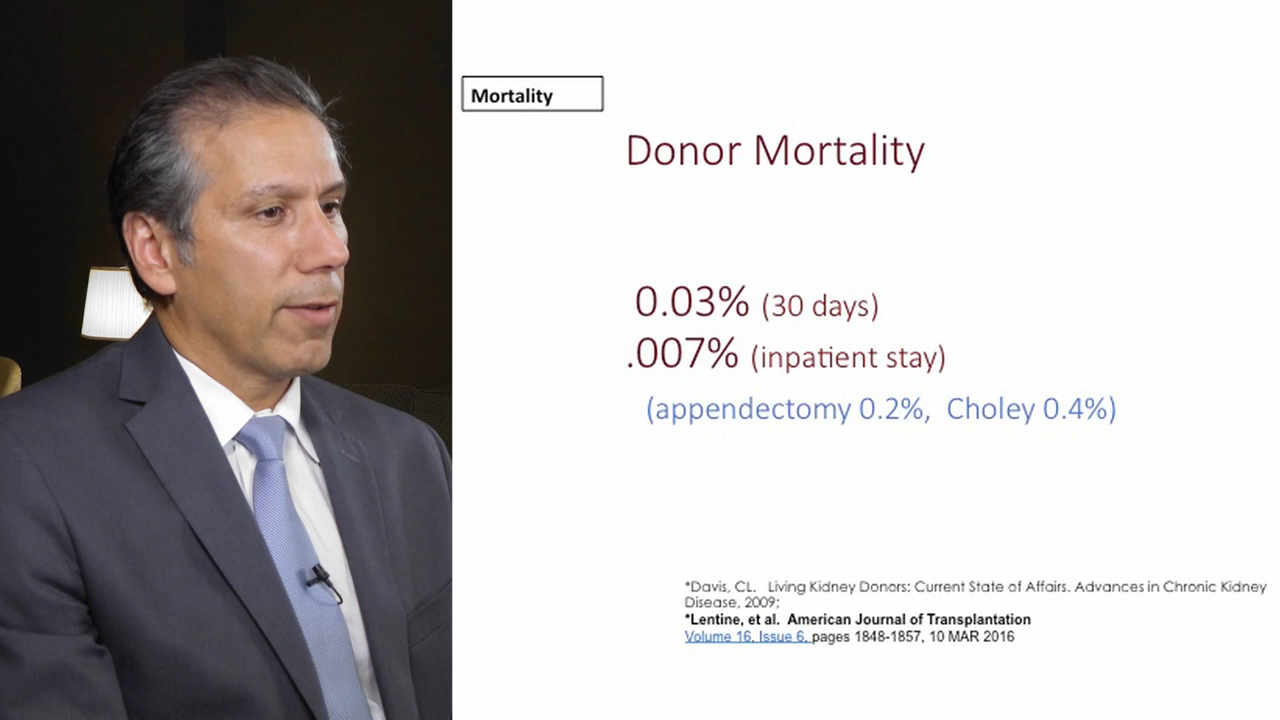 Mortality
Donor Mortality
0.03% (30 days)
.007% (inpatient stay)
(appendectomy 0.2%, Choley 0.4%)
*Davis, CL. Living Kidney Donors: Current State of Affairs. Advances in Chronic Kidney
Disease, 2009;
*Lentine, et al. American Journal of Transplantation
Volume 16, Issue 6, pages 1848-1857, 10 MAR 2016